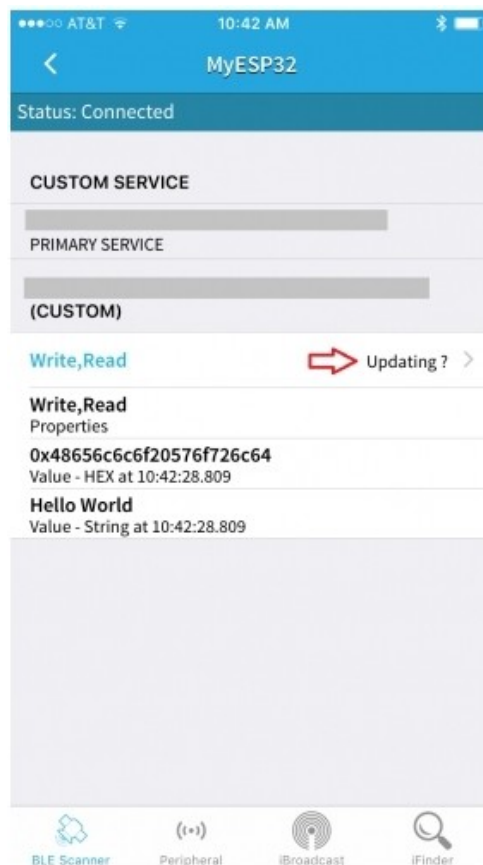 AT&T 10:42 AM
MyESP32
Status: Connected
CUSTOM SERVICE
PRIMARY SERVICE
(CUSTOM)
Write,Read Updating ?
Write,Read
Properties
0x48656c6c6f20576f726c64
Value - HEX at 10:42:28.809
Hello World
Value - String at 10:42:28.809
BLE Scanner Peripheral iBroadcast iFinder